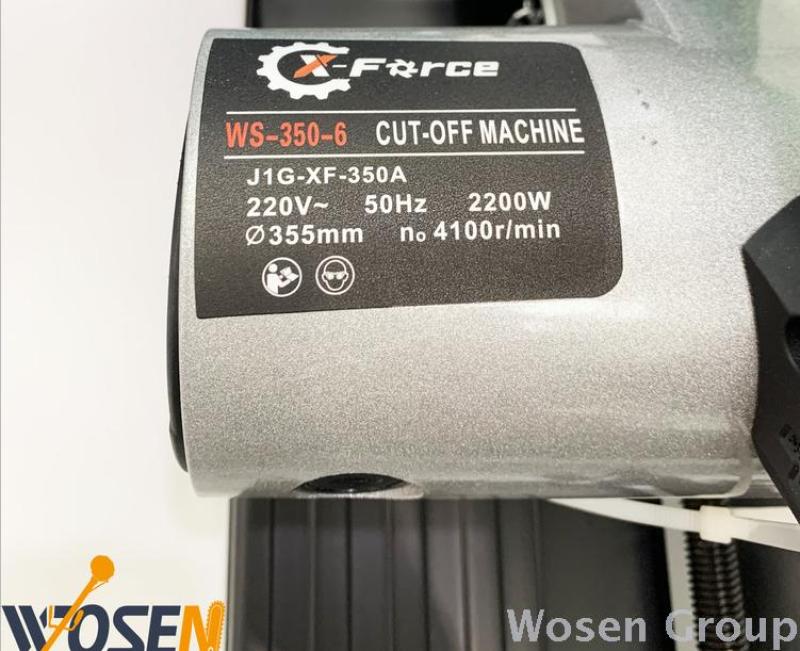 X-Force
WS-350-6 CUT-OFF MACHINE
J1G-XF-350A
220V~ 50Hz 2200W
Ø355mm n₀ 4100r/min
WOSEN
Wosen Group